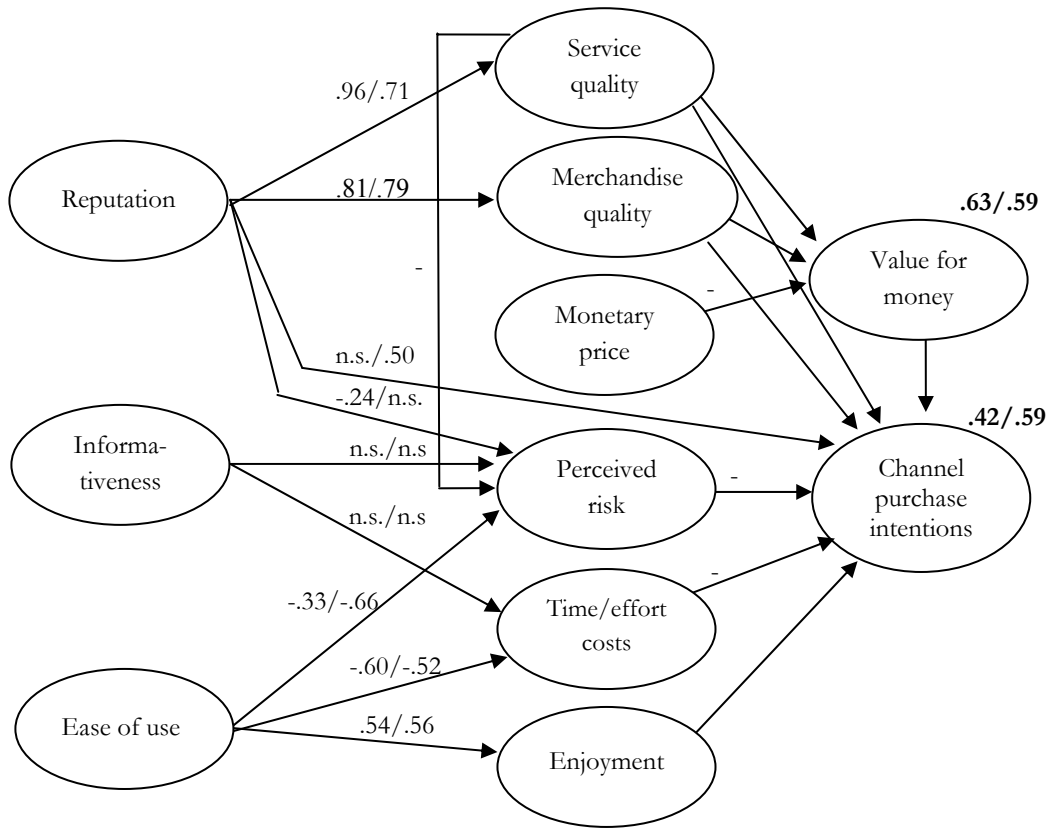 Service
quality
.96/.71
Reputation
.81/.79
Merchandise
quality
.63/.59
Value for
money
-
-
Monetary
price
n.s./.50
-.24/n.s.
.42/.59
Informa-
tiveness
n.s./n.s
Perceived
risk
-
Channel
purchase
intentions
n.s./n.s
-.33/-.66
Time/effort
costs
-
-.60/-.52
Ease of use
.54/.56
Enjoyment